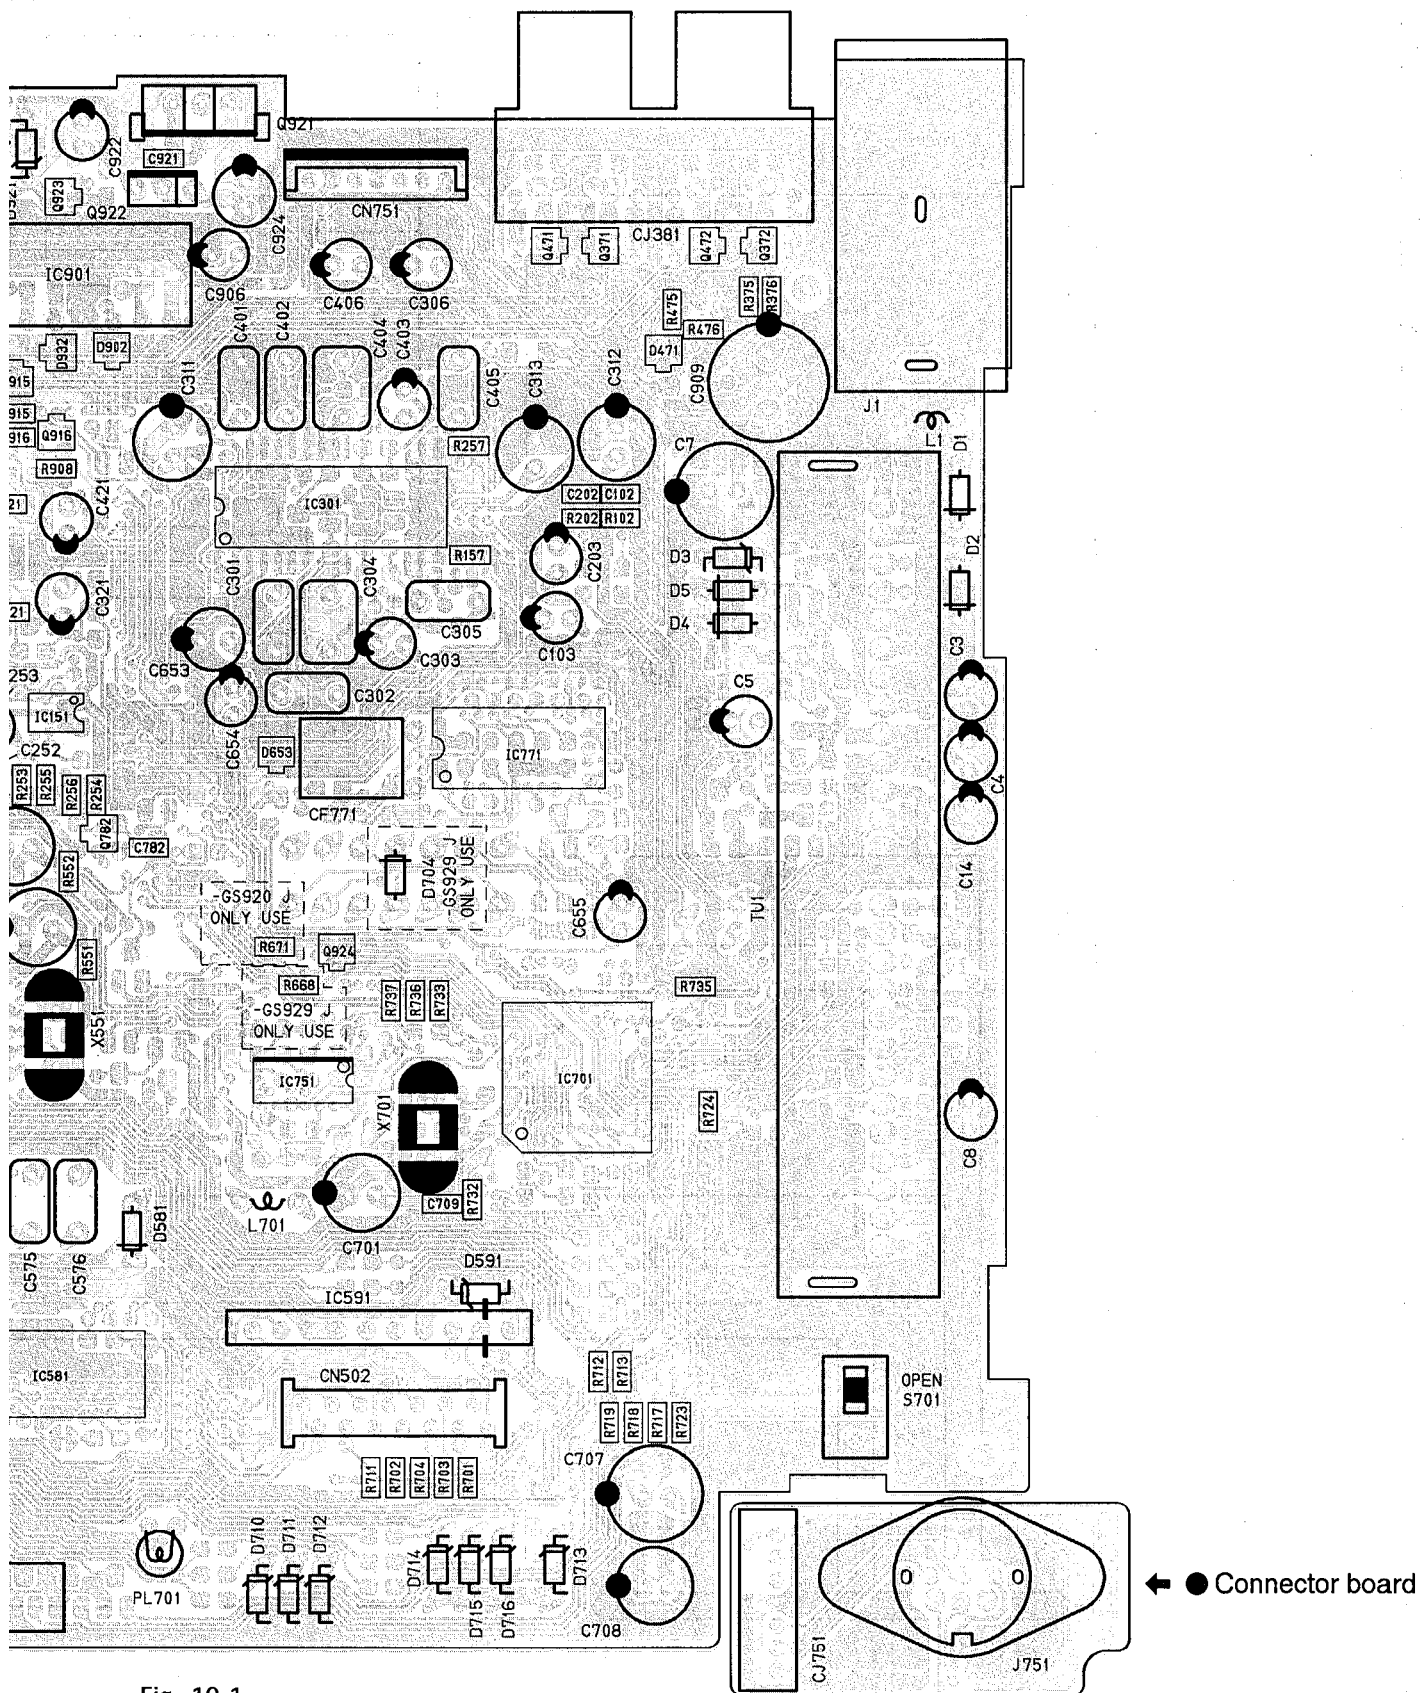 Q921
C922
C921
D921
Q923
Q922
C924
CN751
CJ381
Q471
Q371
Q472
Q372
IC901
C906
C406
C306
R475
R375
R376
R476
C401
C402
C404
C403
D932
D902
D471
C311
C405
C313
C312
C909
J1
915
915
916
Q916
R257
C7
L1
D1
R908
C202
C102
21
C421
IC301
R202
R102
R157
C203
D3
D2
C301
C304
D5
21
C321
C305
D4
C653
C303
C103
C3
253
C302
C5
IC151
C252
C654
D653
IC771
C4
R253
R255
R256
R254
CF771
Q782
C782
R552
D704
-GS929 J
ONLY USE
C14
-GS920 J
ONLY USE
C655
TU1
R671
Q924
R551
R668
R737
R736
R733
R735
-GS929 J
ONLY USE
X551
IC751
X701
IC701
R724
C8
L701
C709
R732
D581
C701
C575
C576
D591
IC591
IC581
CN502
R712
R713
OPEN
S701
R719
R718
R717
R723
C707
R711
R702
R704
R703
R701
D710
D711
D712
D714
D713
PL701
D715
D716
C708
CJ751
J751
Connector board
Fig. 10-1